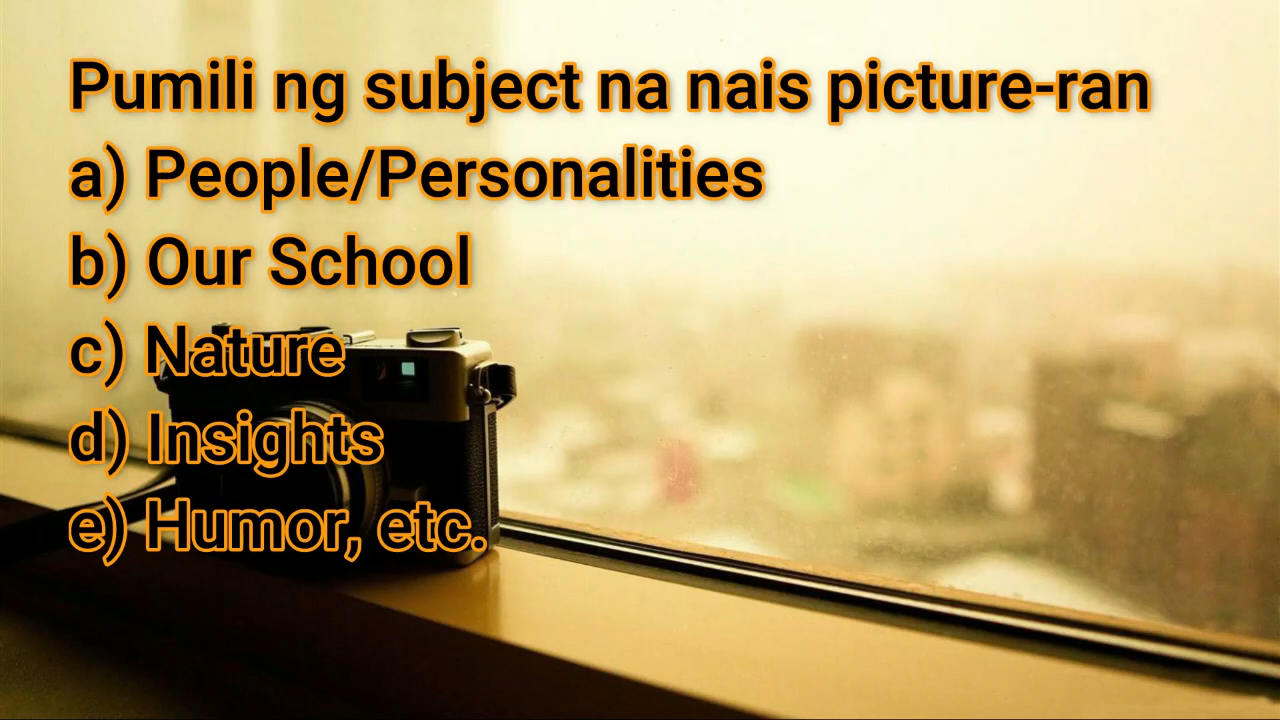 Pumili ng subject na nais picture-ran
a) People/Personalities
b) Our School
c) Nature
d) Insights
e) Humor, etc.